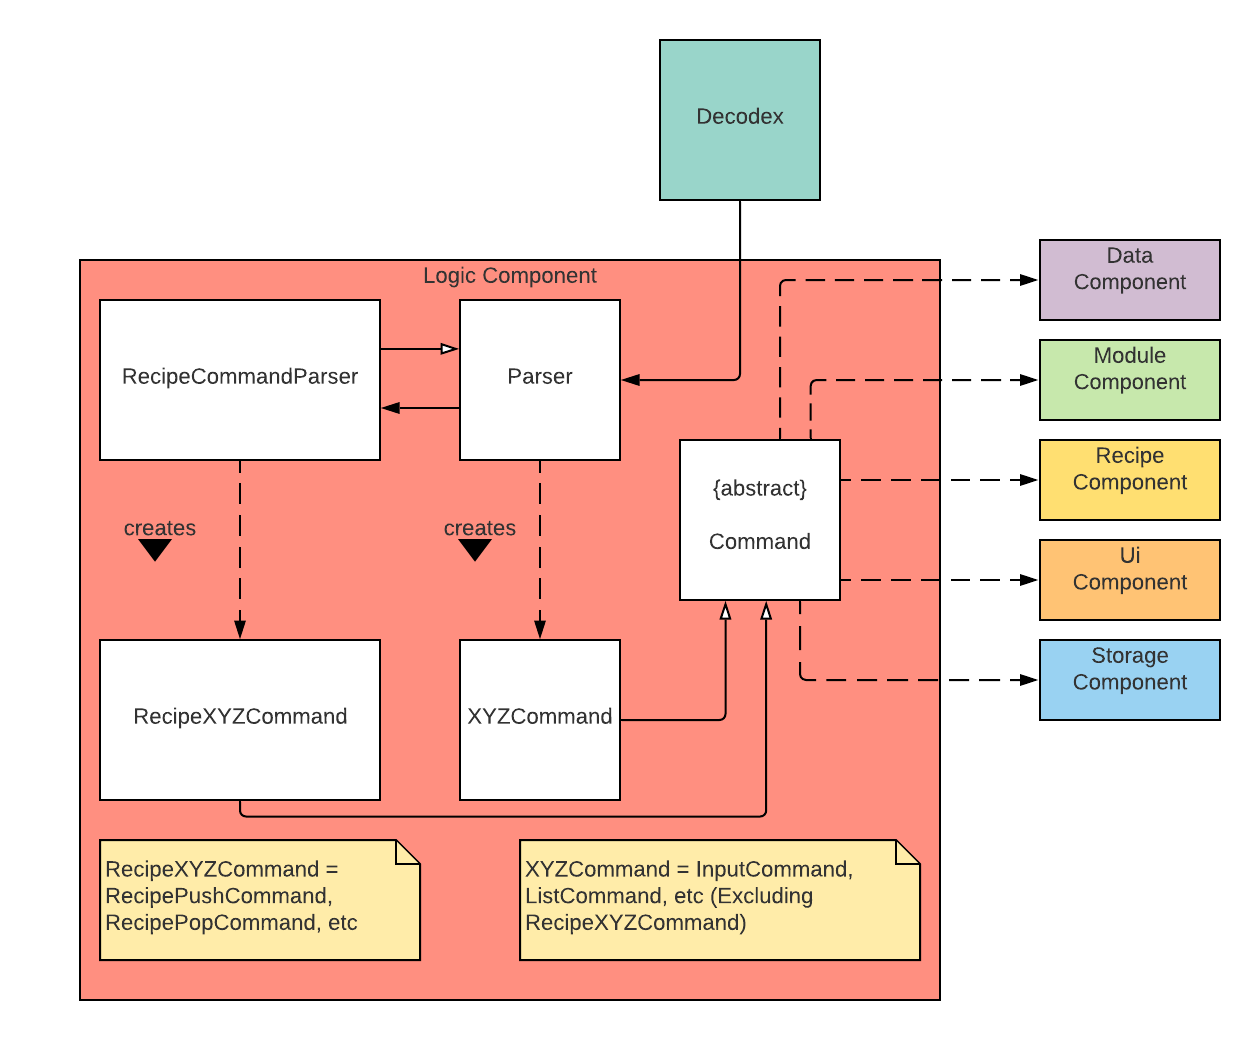 Decodex
Logic Component
RecipeCommandParser
Parser
{abstract}
Command
creates
creates
RecipeXYZCommand
XYZCommand
RecipeXYZCommand =
RecipePushCommand,
RecipePopCommand, etc
XYZCommand = InputCommand,
ListCommand, etc (Excluding
RecipeXYZCommand)
Data
Component
Module
Component
Recipe
Component
Ui
Component
Storage
Component